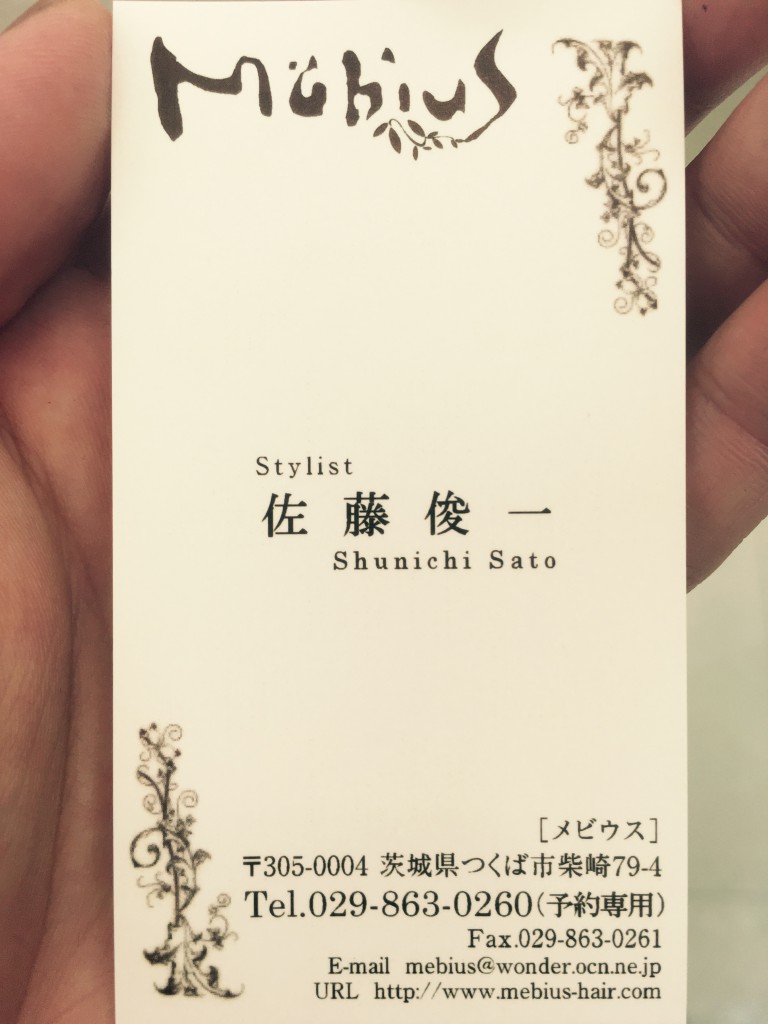 Möbius
Stylist
佐藤俊一
Shunichi Sato
［メビウス］
〒305-0004 茨城県つくば市柴崎79-4
Tel.029-863-0260(予約専用)
Fax.029-863-0261
E-mail mebius@wonder.ocn.ne.jp
URL http://www.mebius-hair.com